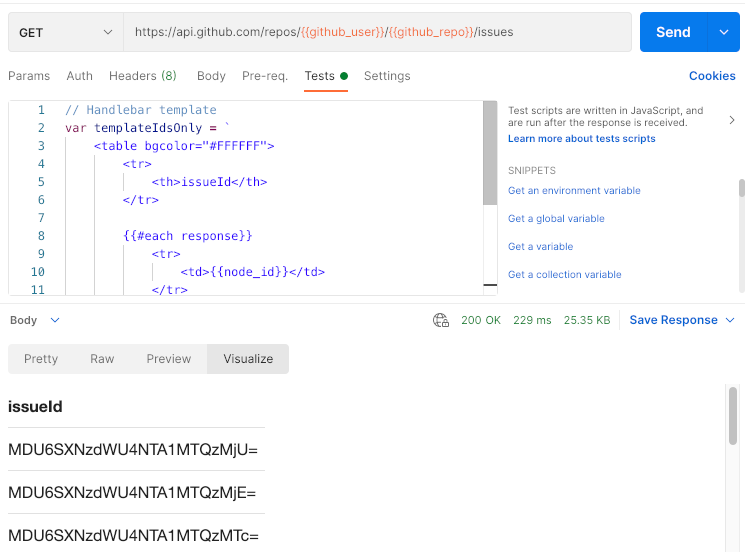 GET https://api.github.com/repos/{{github_user}}/{{github_repo}}/issues Send
Params Auth Headers (8) Body Pre-req. Tests Settings Cookies
1 // Handlebar template
2 var templateIdsOnly = `
3 <table bgcolor="#FFFFFF">
4 <tr>
5 <th>issueId</th>
6 </tr>
7
8 {{#each response}}
9 <tr>
10 <td>{{node_id}}</td>
11 </tr>
Test scripts are written in JavaScript, and
are run after the response is received.
Learn more about tests scripts
SNIPPETS
Get an environment variable
Get a global variable
Get a variable
Get a collection variable
Body 200 OK 229 ms 25.35 KB Save Response
Pretty Raw Preview Visualize
issueId
MDU6SXNzdWU4NTA1MTQzMjU=
MDU6SXNzdWU4NTA1MTQzMjE=
MDU6SXNzdWU4NTA1MTQzMTc=